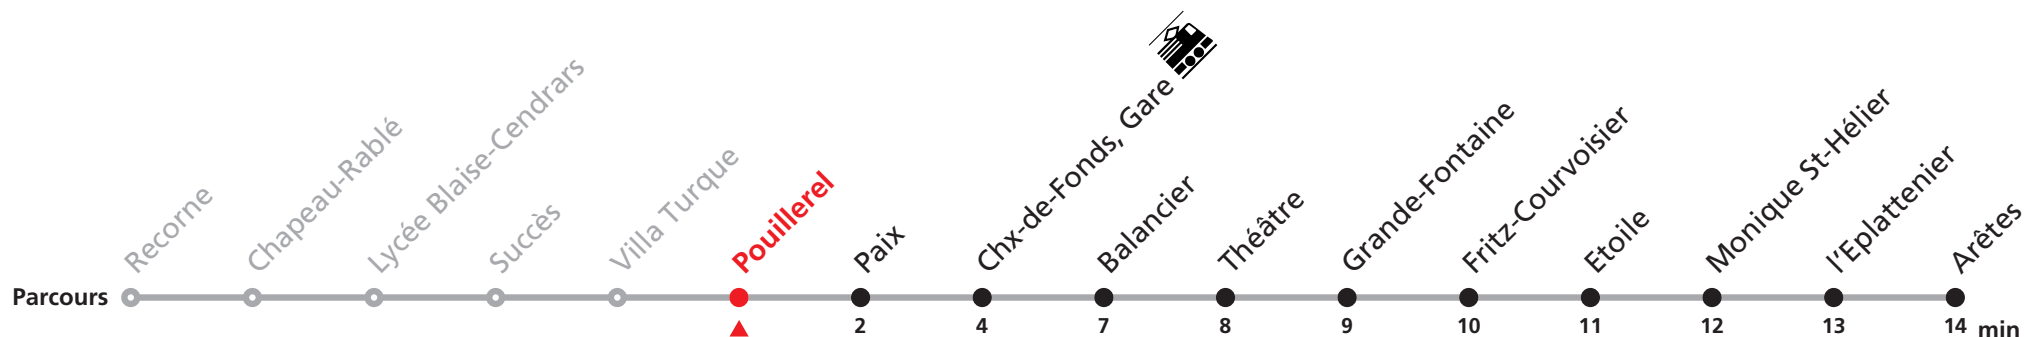 Recorne
Chapeau-Rablé
Lycée Blaise-Cendrars
Succès
Villa Turque
Pouillerel
Paix
Chx-de-Fonds, Gare
Balancier
Théâtre
Grande-Fontaine
Fritz-Courvoisier
Etoile
Monique St-Hélier
l'Eplattenier
Arêtes
Parcours
2 4 7 8 9 10 11 12 13 14 min